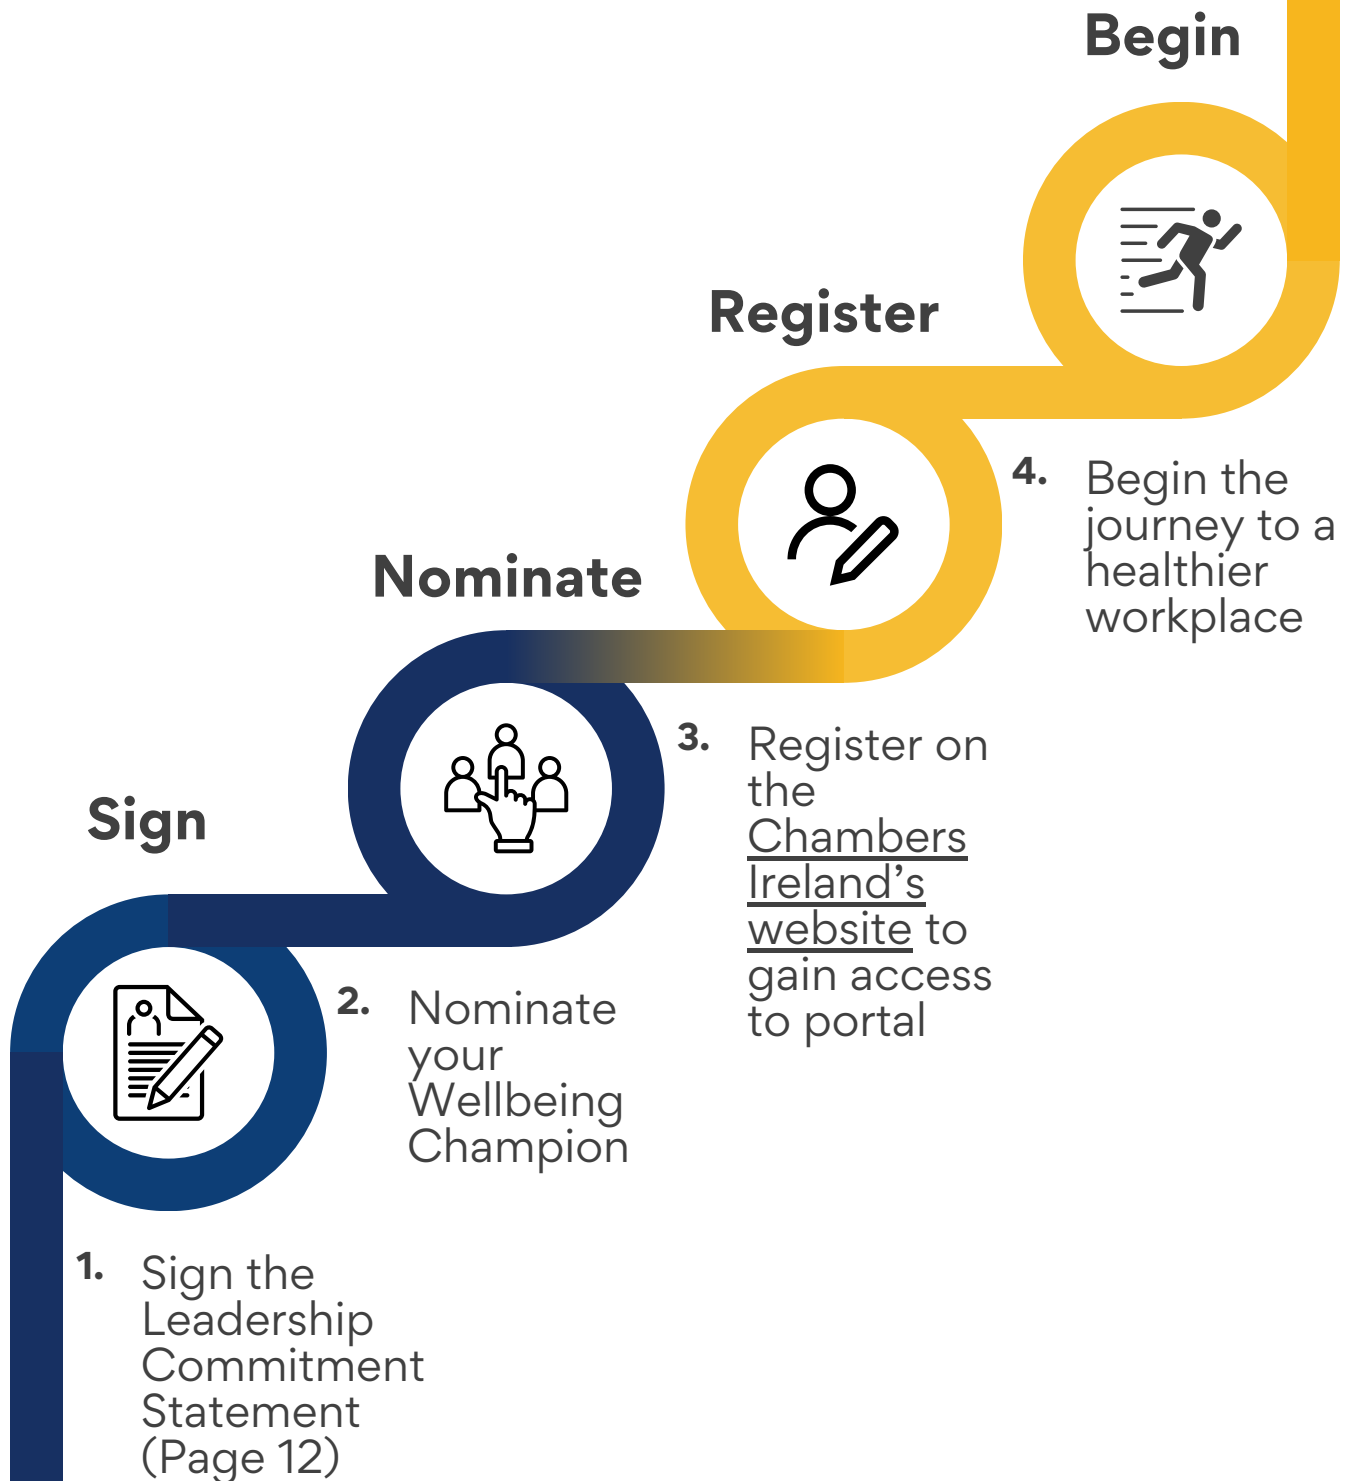 Begin
Register
4. Begin the
journey to a
healthier
workplace
Nominate
3. Register on
the
Chambers
Ireland’s
website to
gain access
to portal
Sign
2. Nominate
your
Wellbeing
Champion
1. Sign the
Leadership
Commitment
Statement
(Page 12)